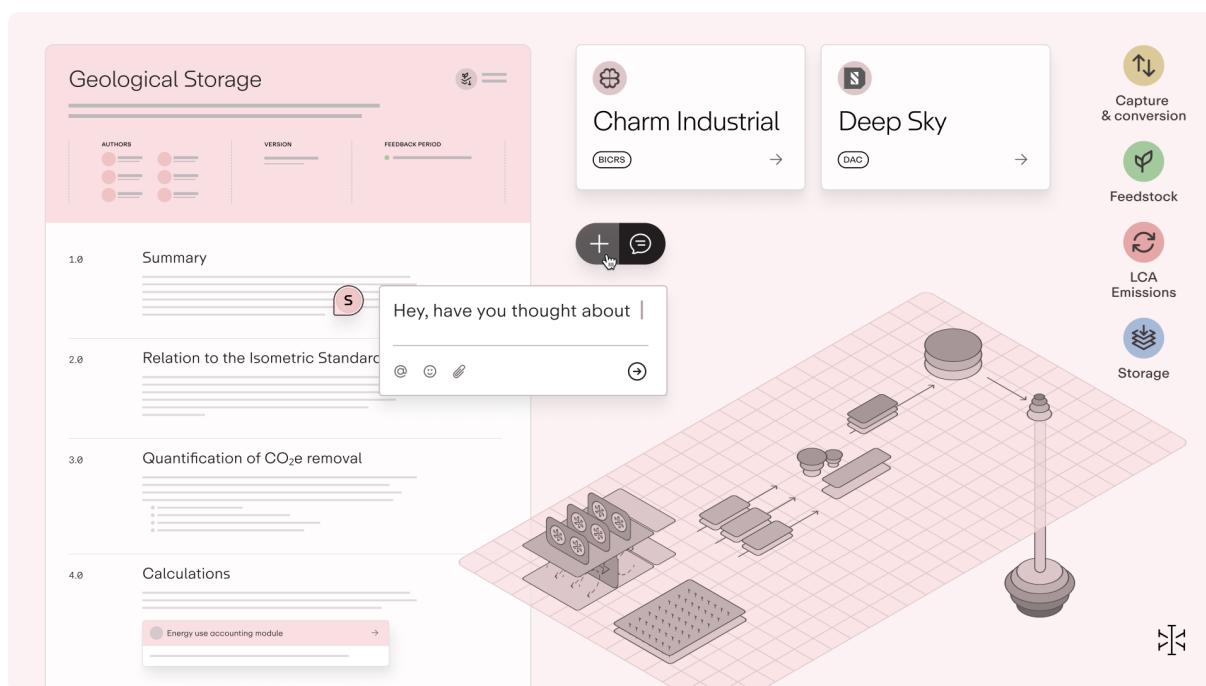 Geological Storage
AUTHORS
VERSION
FEEDBACK PERIOD
1.0
Summary
S
Hey, have you thought about
2.0
Relation to the Isometric Standard
@
3.0
Quantification of CO₂e removal
4.0
Calculations
Energy use accounting module
Charm Industrial
BICRS
Deep Sky
DAC
Capture
& conversion
Feedstock
LCA
Emissions
Storage